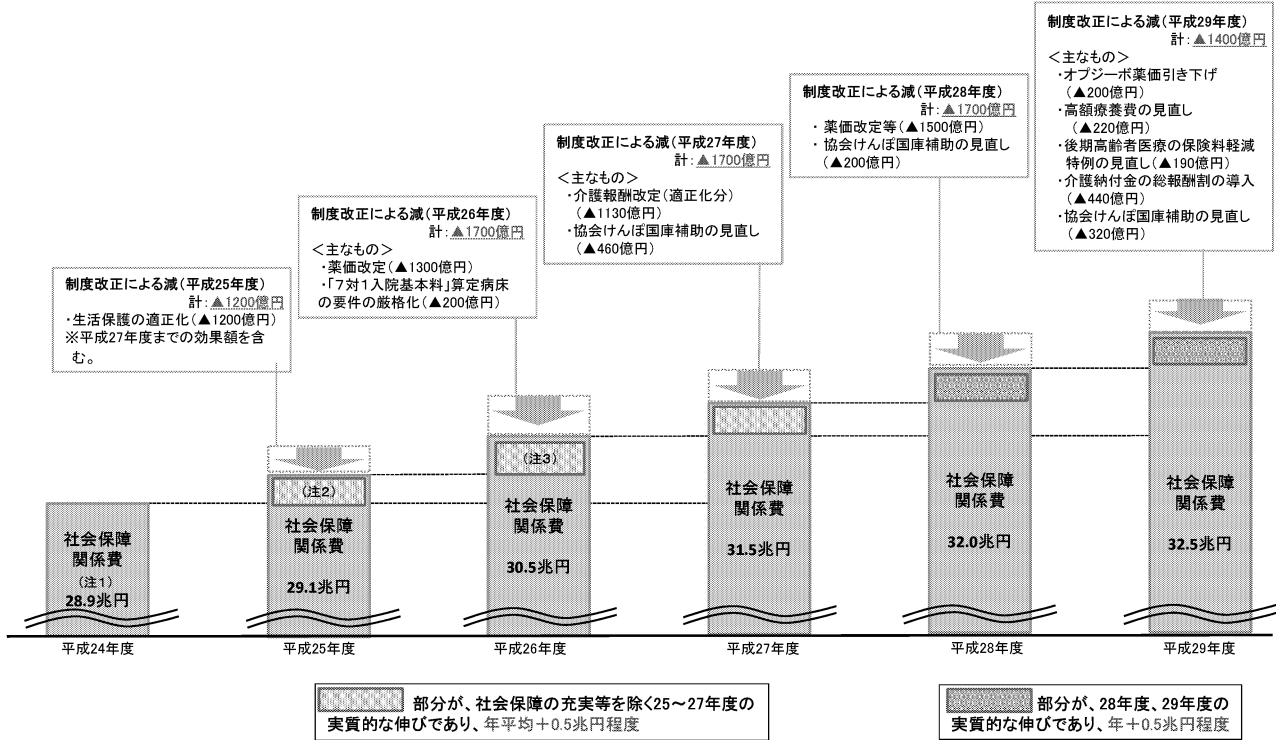 制度改正による減(平成25年度)
計：▲1200億円
・生活保護の適正化(▲1200億円)
※平成27年度までの効果額を含
む。
制度改正による減(平成26年度)
計：▲1700億円
＜主なもの＞
・薬価改定(▲1300億円)
・「7対1入院基本料」算定病床
の要件の厳格化(▲200億円)
制度改正による減(平成27年度)
計：▲1700億円
＜主なもの＞
・介護報酬改定(適正化分)
(▲1130億円)
・協会けんぽ国庫補助の見直し
(▲460億円)
制度改正による減(平成28年度)
計：▲1700億円
・薬価改定等(▲1500億円)
・協会けんぽ国庫補助の見直し
(▲200億円)
制度改正による減(平成29年度)
計：▲1400億円
＜主なもの＞
・オプジーボ薬価引き下げ
(▲200億円)
・高額療養費の見直し
(▲220億円)
・後期高齢者医療の保険料軽減
特例の見直し(▲190億円)
・介護納付金の総報酬割の導入
(▲440億円)
・協会けんぽ国庫補助の見直し
(▲320億円)
社会保障
関係費
(注1)
28.9兆円
(注2)
社会保障
関係費
29.1兆円
(注3)
社会保障
関係費
30.5兆円
社会保障
関係費
31.5兆円
社会保障
関係費
32.0兆円
社会保障
関係費
32.5兆円
平成24年度
平成25年度
平成26年度
平成27年度
平成28年度
平成29年度
部分が、社会保障の充実等を除く25～27年度の
実質的な伸びであり、年平均＋0.5兆円程度
部分が、28年度、29年度の
実質的な伸びであり、年＋0.5兆円程度